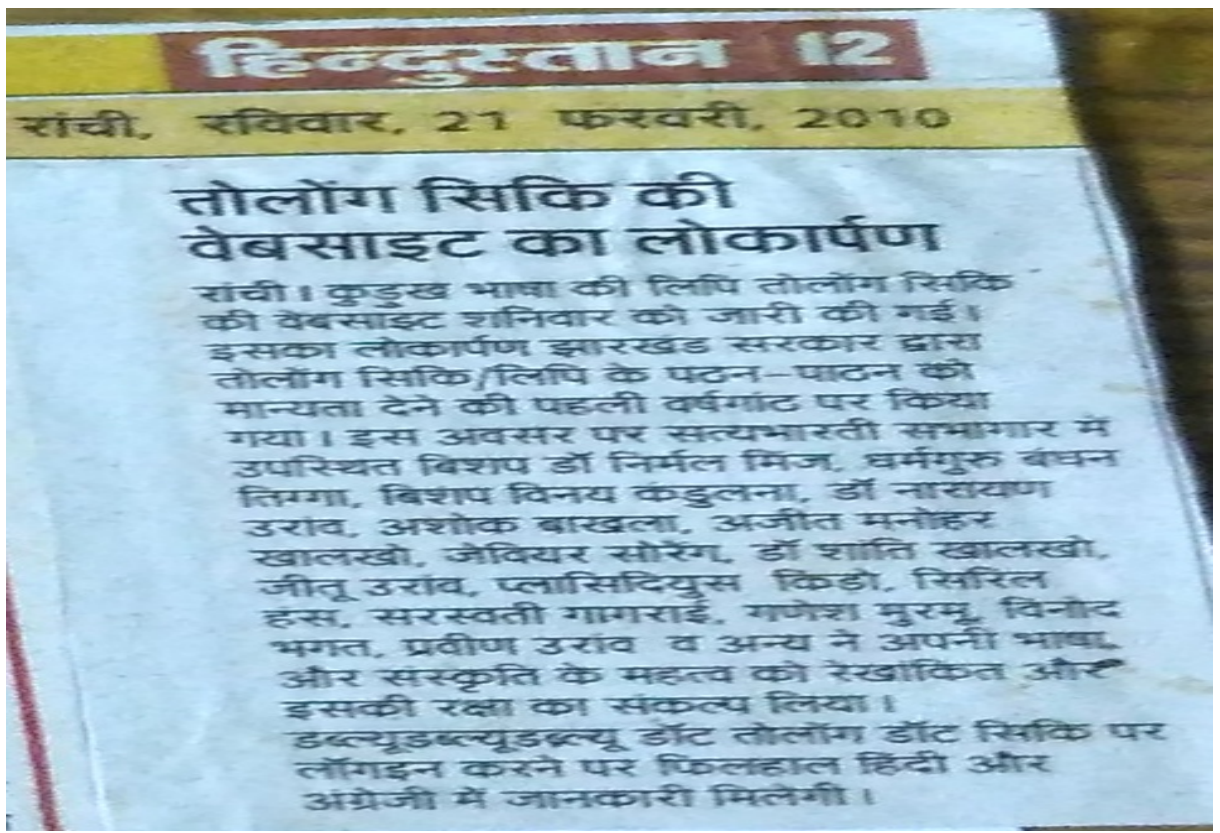 हिन्दुस्तान 12
रांची, रविवार, 21 फरवरी, 2010
तोलोंग सिकि की
वेबसाइट का लोकार्पण
रांची। कुडुख भाषा की लिपि तोलोंग सिकि
की वेबसाइट शनिवार को जारी की गई।
इसका लोकार्पण झारखंड सरकार द्वारा
तोलोंग सिकि/लिपि के पठन-पाठन को
मान्यता देने की पहली वर्षगांठ पर किया
गया। इस अवसर पर सत्यभारती सभागार में
उपस्थित बिशप डॉ निर्मल मिंज, धर्मगुरु बंधन
तिग्गा, बिशप विनय कंडुलना, डॉ नारायण
उरांव, अशोक बाखला, अजीत मनोहर
खालखो, जेवियर सोरेंग, डॉ शांति खालखो,
जीतू उरांव, प्लासिदियुस किडो, सिरिल
हंस, सरस्वती गागराई, गणेश मुरमू, विनोद
भगत, प्रवीण उरांव व अन्य ने अपनी भाषा
और संस्कृति के महत्व को रेखांकित और
इसकी रक्षा का संकल्प लिया।
डब्ल्यूडब्ल्यूडब्ल्यू डॉट तोलोंग डॉट सिकि पर
लॉगइन करने पर फिलहाल हिंदी और
अंग्रेजी में जानकारी मिलेगी।